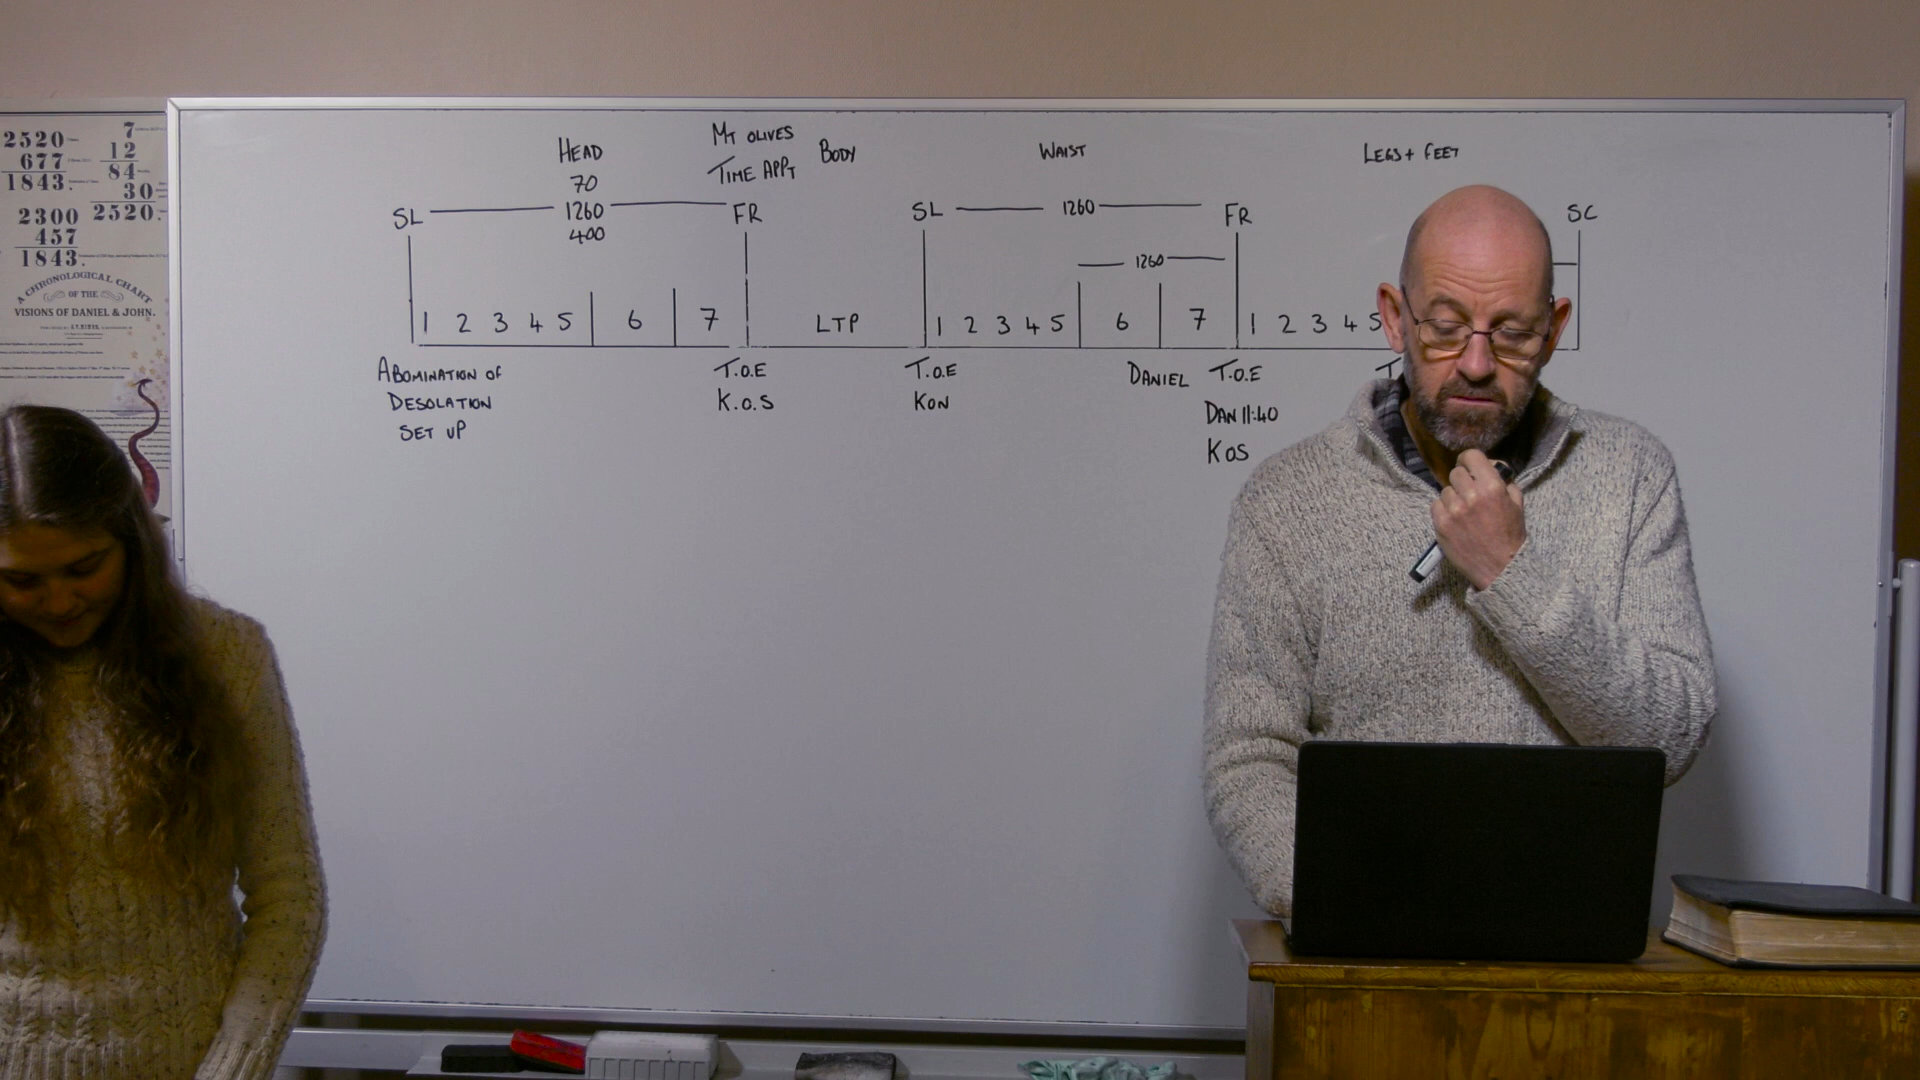 2520
677
1843.
2300
457
1843.
7
12
84
30
2520.
A CHRONOLOGICAL CHART
OF THE
VISIONS OF DANIEL & JOHN.
HEAD
70
MT OLIVES
TIME APPT
BODY
WAIST
LEGS + FEET
SL 1260 FR SL 1260 FR SC
400
1260
1 2 3 4 5 6 7 LTP 1 2 3 4 5 6 7 1 2 3 4 5
ABOMINATION OF
DESOLATION
SET UP
T.O.E
K.O.S
T.O.E
KON
DANIEL
T.O.E
DAN 11:40
KOS